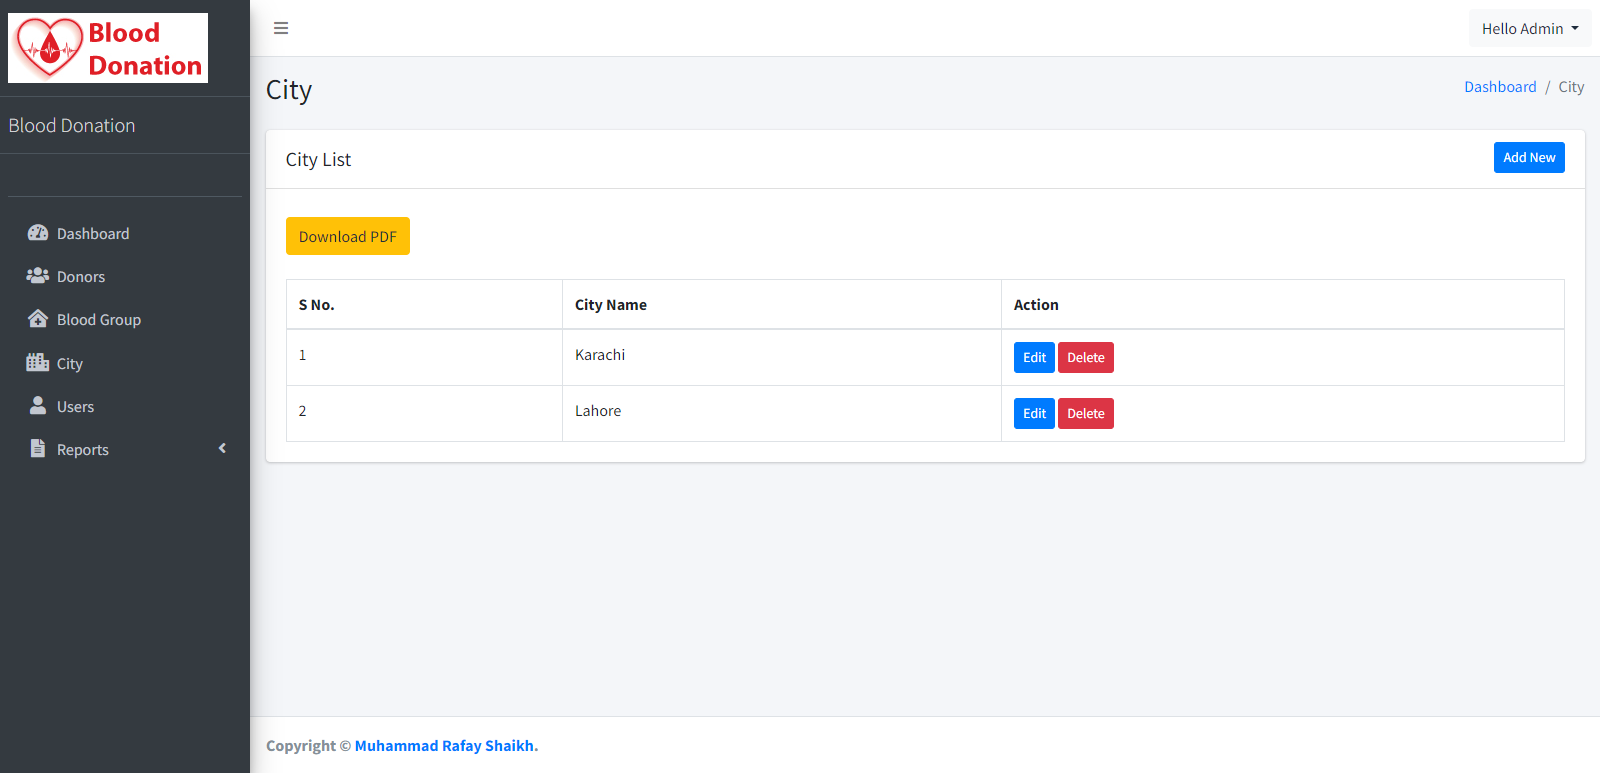 Blood
Donation
Hello Admin
City
Dashboard / City
Blood Donation
City List
Add New
Download PDF
Dashboard
Donors
Blood Group
City
Users
Reports
S No. City Name Action
1 Karachi Edit Delete
2 Lahore Edit Delete
Copyright © Muhammad Rafay Shaikh.